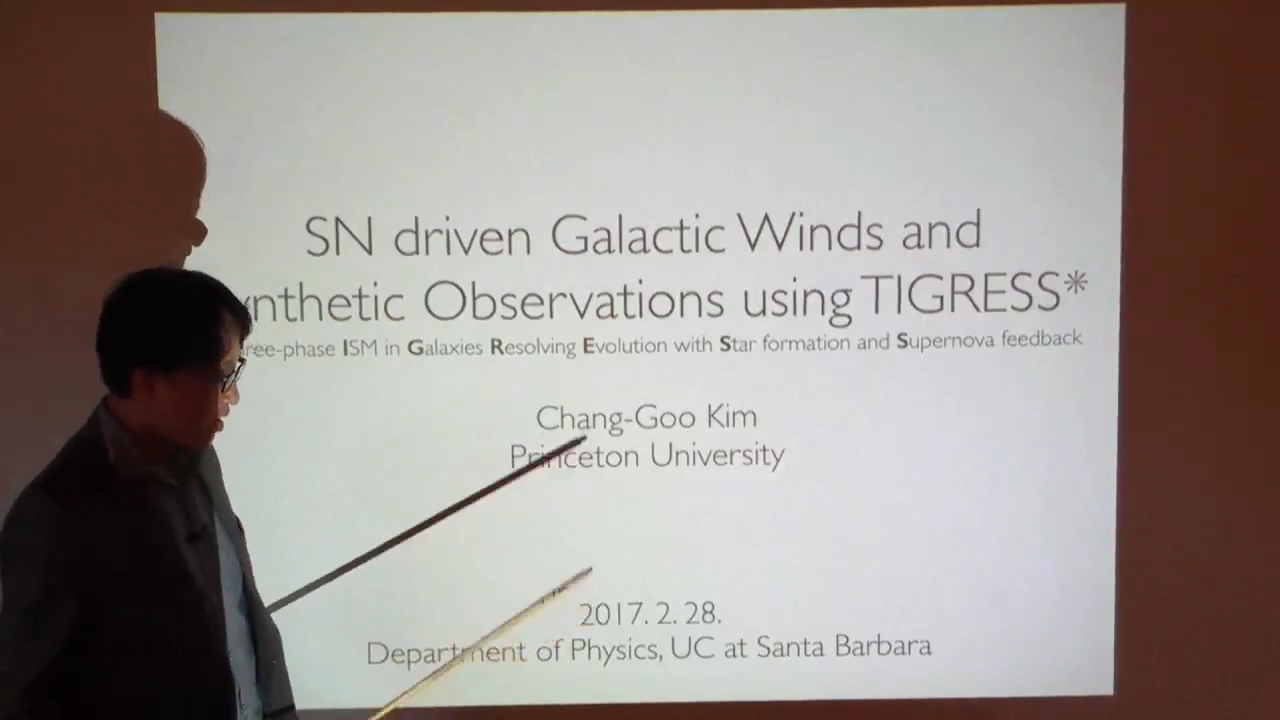 SN driven Galactic Winds and
nthetic Observations using TIGRESS*
ree-phase ISM in Galaxies Resolving Evolution with Star formation and Supernova feedback
Chang-Goo Kim
Princeton University
2017. 2. 28.
Department of Physics, UC at Santa Barbara